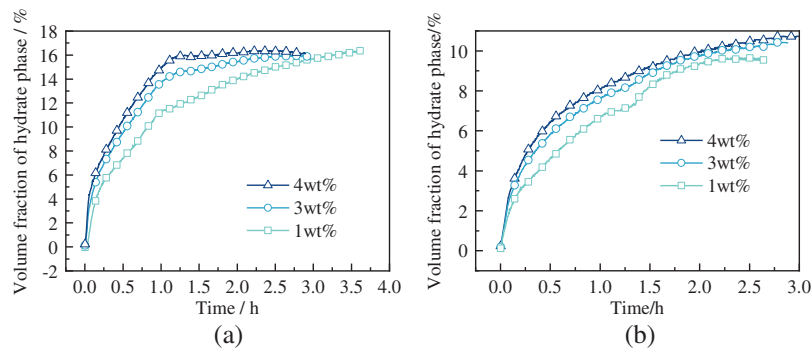 Volume fraction of hydrate phase / %
18
16
14
12
10
8
6
4
2
0
-2
4wt%
3wt%
1wt%
0.0 0.5 1.0 1.5 2.0 2.5 3.0 3.5 4.0
Time / h
(a)
Volume fraction of hydrate phase/%
10
8
6
4
2
0
4wt%
3wt%
1wt%
0.0 0.5 1.0 1.5 2.0 2.5 3.0
Time/h
(b)